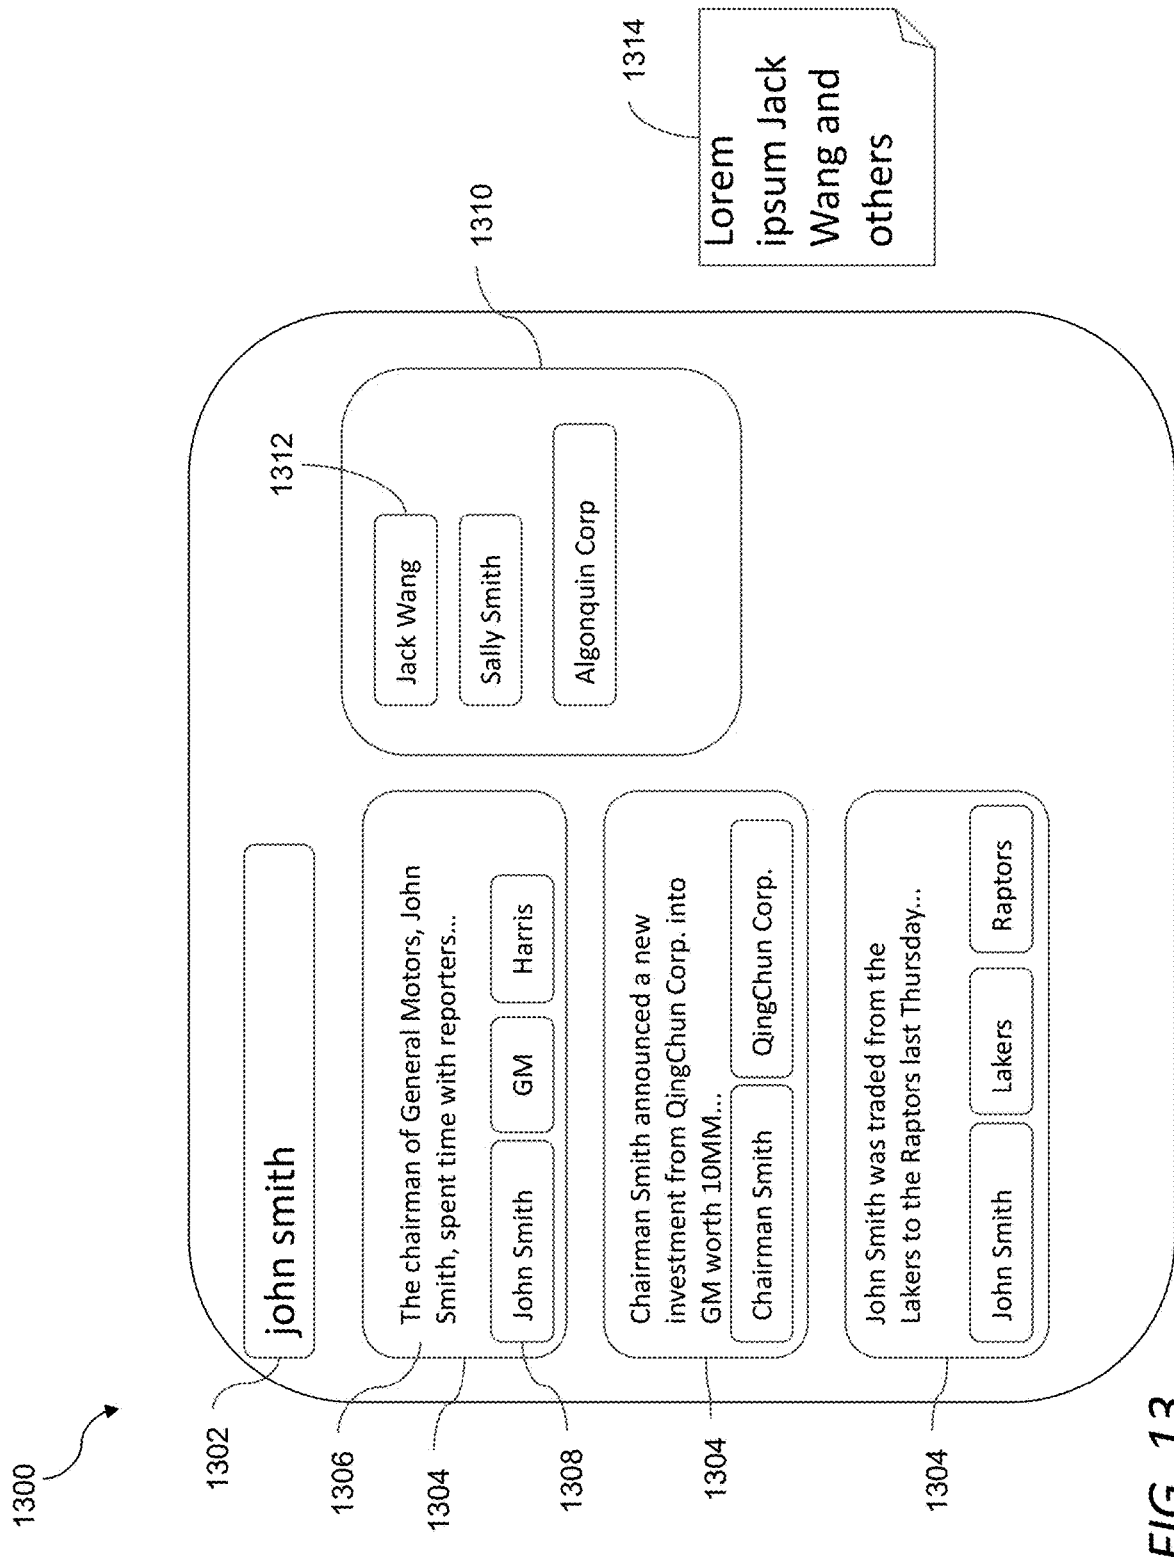 1300
1302
john smith
1306
1304
The chairman of General Motors, John
Smith, spent time with reporters...
1308
John Smith
GM
Harris
1304
Chairman Smith announced a new
investment from QingChun Corp. into
GM worth 10MM...
Chairman Smith
QingChun Corp.
1304
John Smith was traded from the
Lakers to the Raptors last Thursday...
John Smith
Lakers
Raptors
1310
1312
Jack Wang
Sally Smith
Algonquin Corp
1314
Lorem
ipsum Jack
Wang and
others
FIG. 13